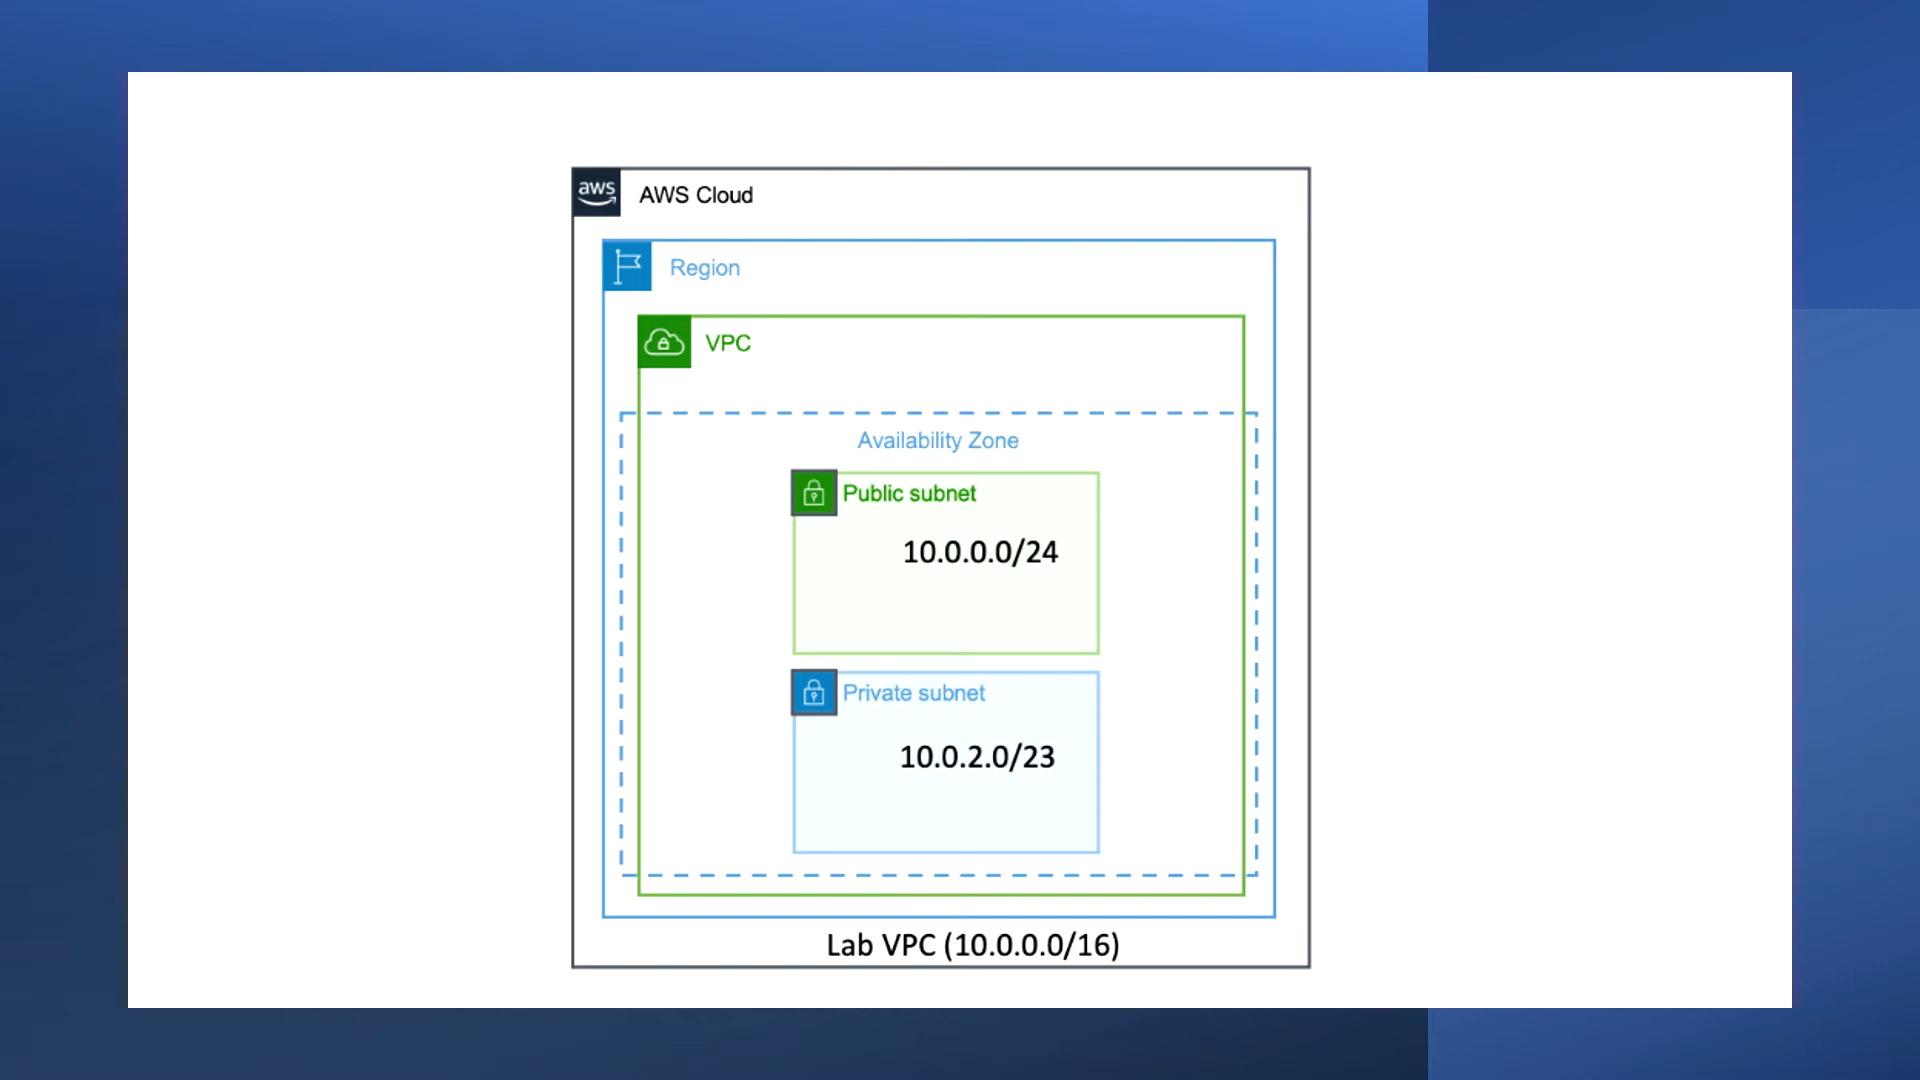 aws
AWS Cloud
Region
VPC
Availability Zone
Public subnet
10.0.0.0/24
Private subnet
10.0.2.0/23
Lab VPC (10.0.0.0/16)